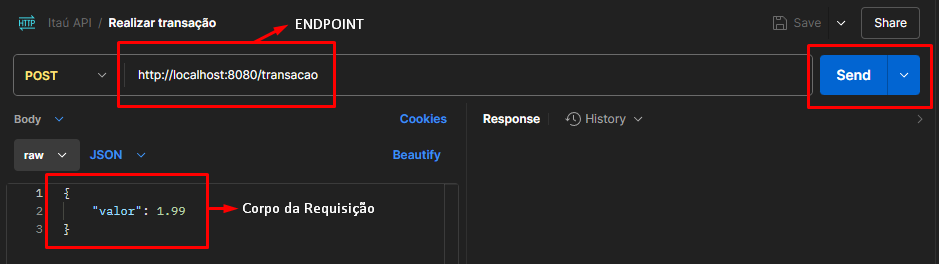 HTTP Itaú API / Realizar transação
Save
Share
ENDPOINT
POST
http://localhost:8080/transacao
Send
Body
Cookies
Response
History
raw
JSON
Beautify
1 {
2 "valor": 1.99
3 }
Corpo da Requisição